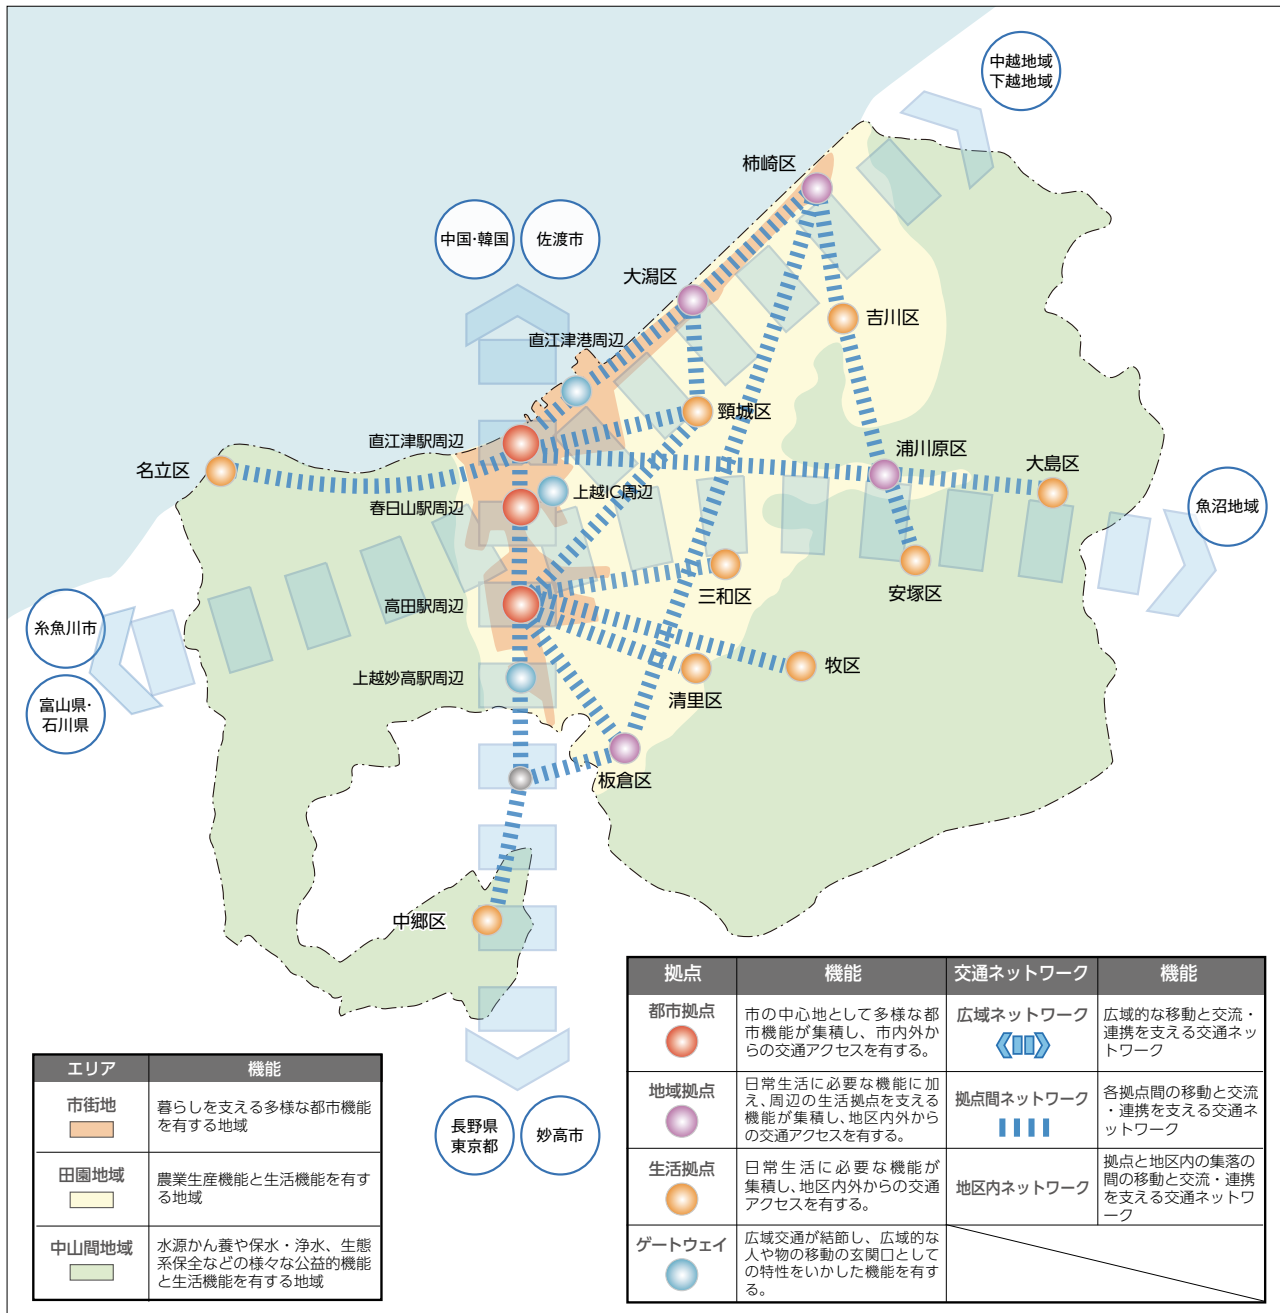 中越地域
下越地域
柿崎区
中国・韓国
佐渡市
大潟区
吉川区
直江津港周辺
頸城区
直江津駅周辺
浦川原区
大島区
名立区
上越IC周辺
春日山駅周辺
魚沼地域
三和区
安塚区
高田駅周辺
糸魚川市
牧区
上越妙高駅周辺
清里区
富山県・
石川県
板倉区
中郷区
長野県
東京都
妙高市
エリア
機能
市街地
暮らしを支える多様な都市機能
を有する地域
田園地域
農業生産機能と生活機能を有す
る地域
中山間地域
水源かん養や保水・浄水、生態
系保全などの様々な公益的機能
と生活機能を有する地域
拠点
機能
交通ネットワーク
機能
都市拠点
市の中心地として多様な都
市機能が集積し、市内外か
らの交通アクセスを有する。
広域ネットワーク
広域的な移動と交流・
連携を支える交通ネッ
トワーク
地域拠点
日常生活に必要な機能に加
え、周辺の生活拠点を支える
機能が集積し、地区内外から
の交通アクセスを有する。
拠点間ネットワーク
各拠点間の移動と交流
・連携を支える交通ネ
ットワーク
生活拠点
日常生活に必要な機能が
集積し、地区内外からの交通
アクセスを有する。
地区内ネットワーク
拠点と地区内の集落の
間の移動と交流・連携
を支える交通ネットワ
ーク
ゲートウェイ
広域交通が結節し、広域的な
人や物の移動の玄関口として
の特性をいかした機能を有す
る。